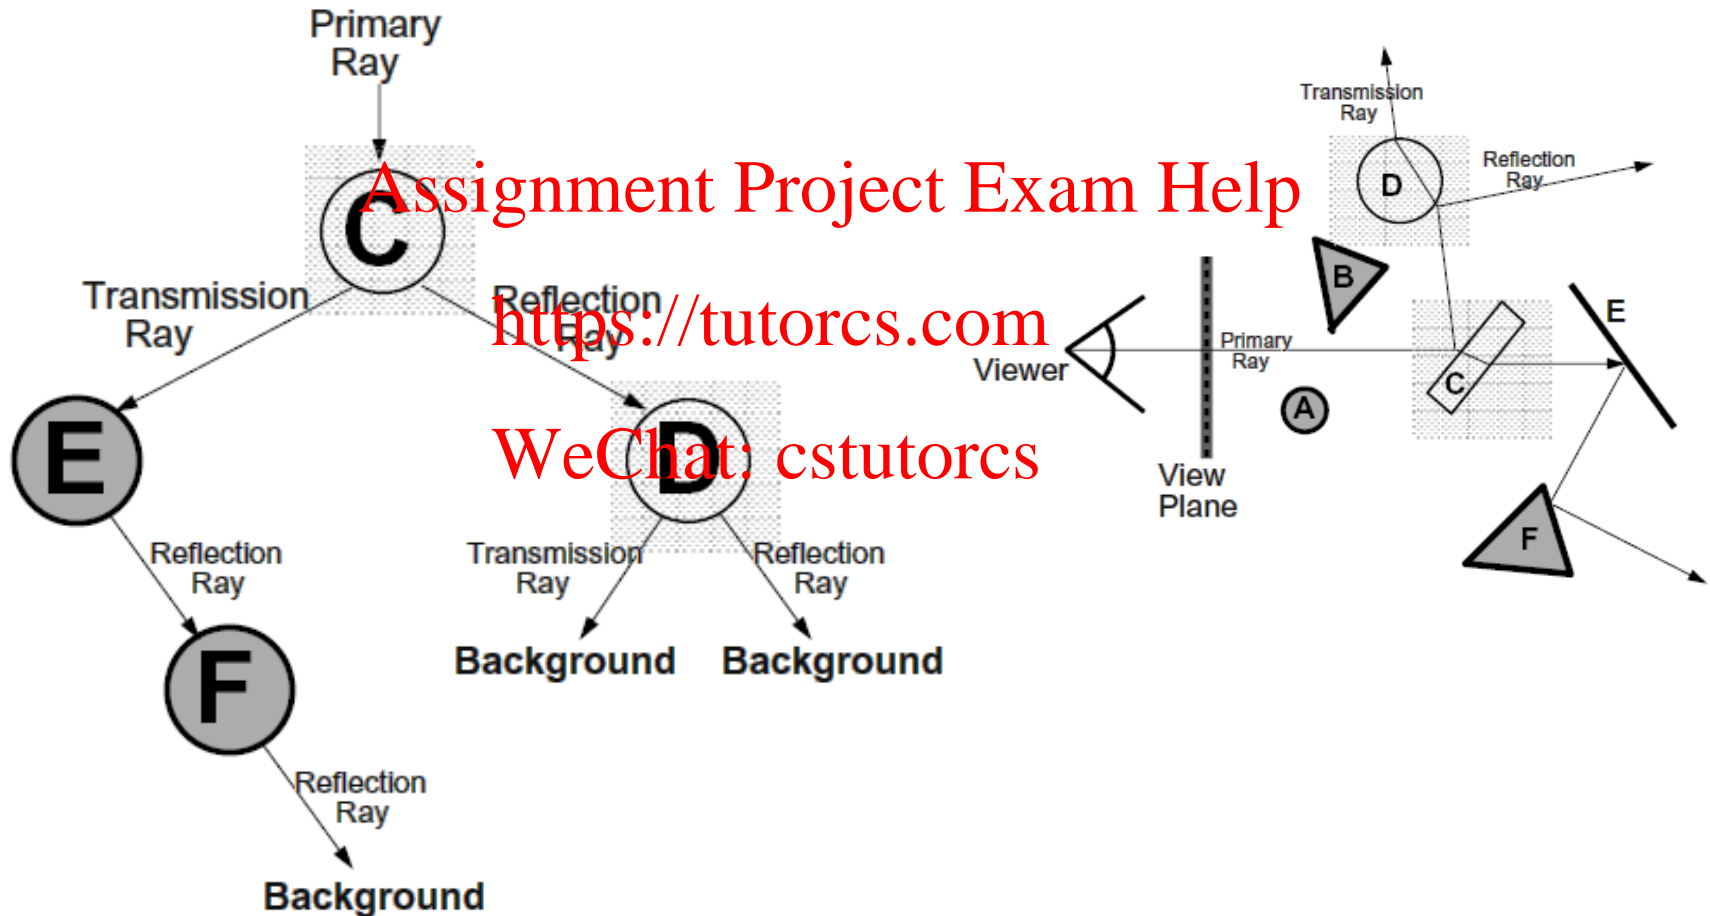 Primary
Ray
C
Transmission
Ray
Reflection
Ray
E
D
Reflection
Ray
Transmission
Ray
Reflection
Ray
F
Background
Background
Reflection
Ray
Background
Assignment Project Exam Help
https://tutorcs.com
WeChat: cstutorcs
Transmission
Ray
D
Reflection
Ray
B
E
Viewer
Primary
Ray
C
A
View
Plane
F